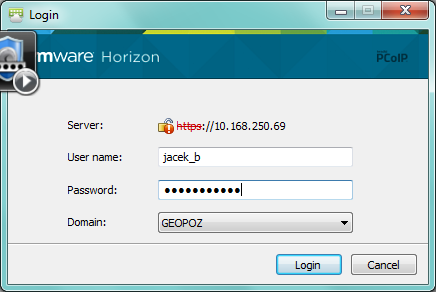 Login
mware Horizon
PCoIP
Server: https://10.168.250.69
User name: jacek_b
Password: ●●●●●●●●●●●
Domain: GEOPOZ
Login Cancel